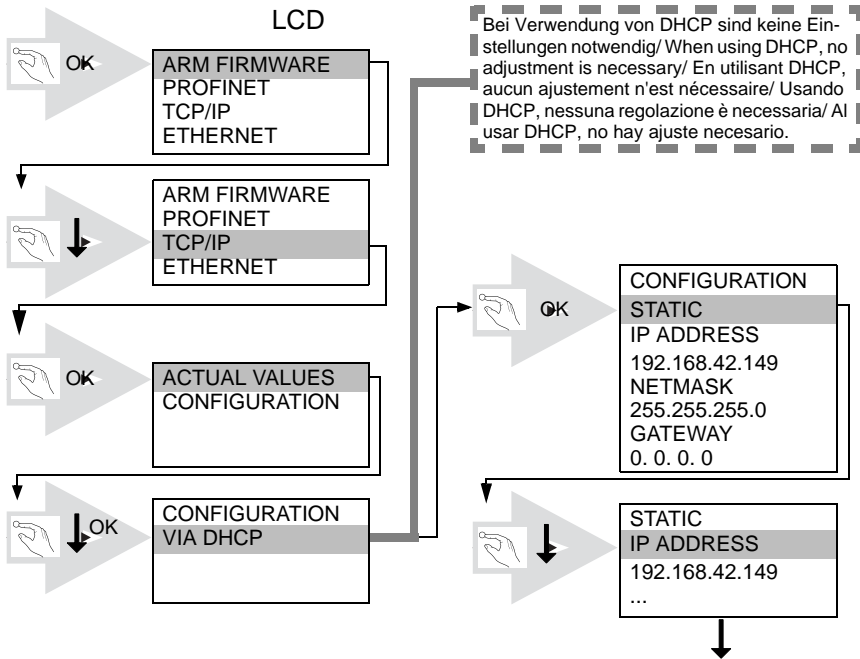 LCD
OK
ARM FIRMWARE
PROFINET
TCP/IP
ETHERNET
ARM FIRMWARE
PROFINET
TCP/IP
ETHERNET
OK
ACTUAL VALUES
CONFIGURATION
OK
CONFIGURATION
VIA DHCP
Bei Verwendung von DHCP sind keine Ein-
stellungen notwendig/ When using DHCP, no
adjustment is necessary/ En utilisant DHCP,
aucun ajustement n'est nécessaire/ Usando
DHCP, nessuna regolazione è necessaria/ Al
usar DHCP, no hay ajuste necesario.
OK
CONFIGURATION
STATIC
IP ADDRESS
192.168.42.149
NETMASK
255.255.255.0
GATEWAY
0. 0. 0. 0
STATIC
IP ADDRESS
192.168.42.149
...